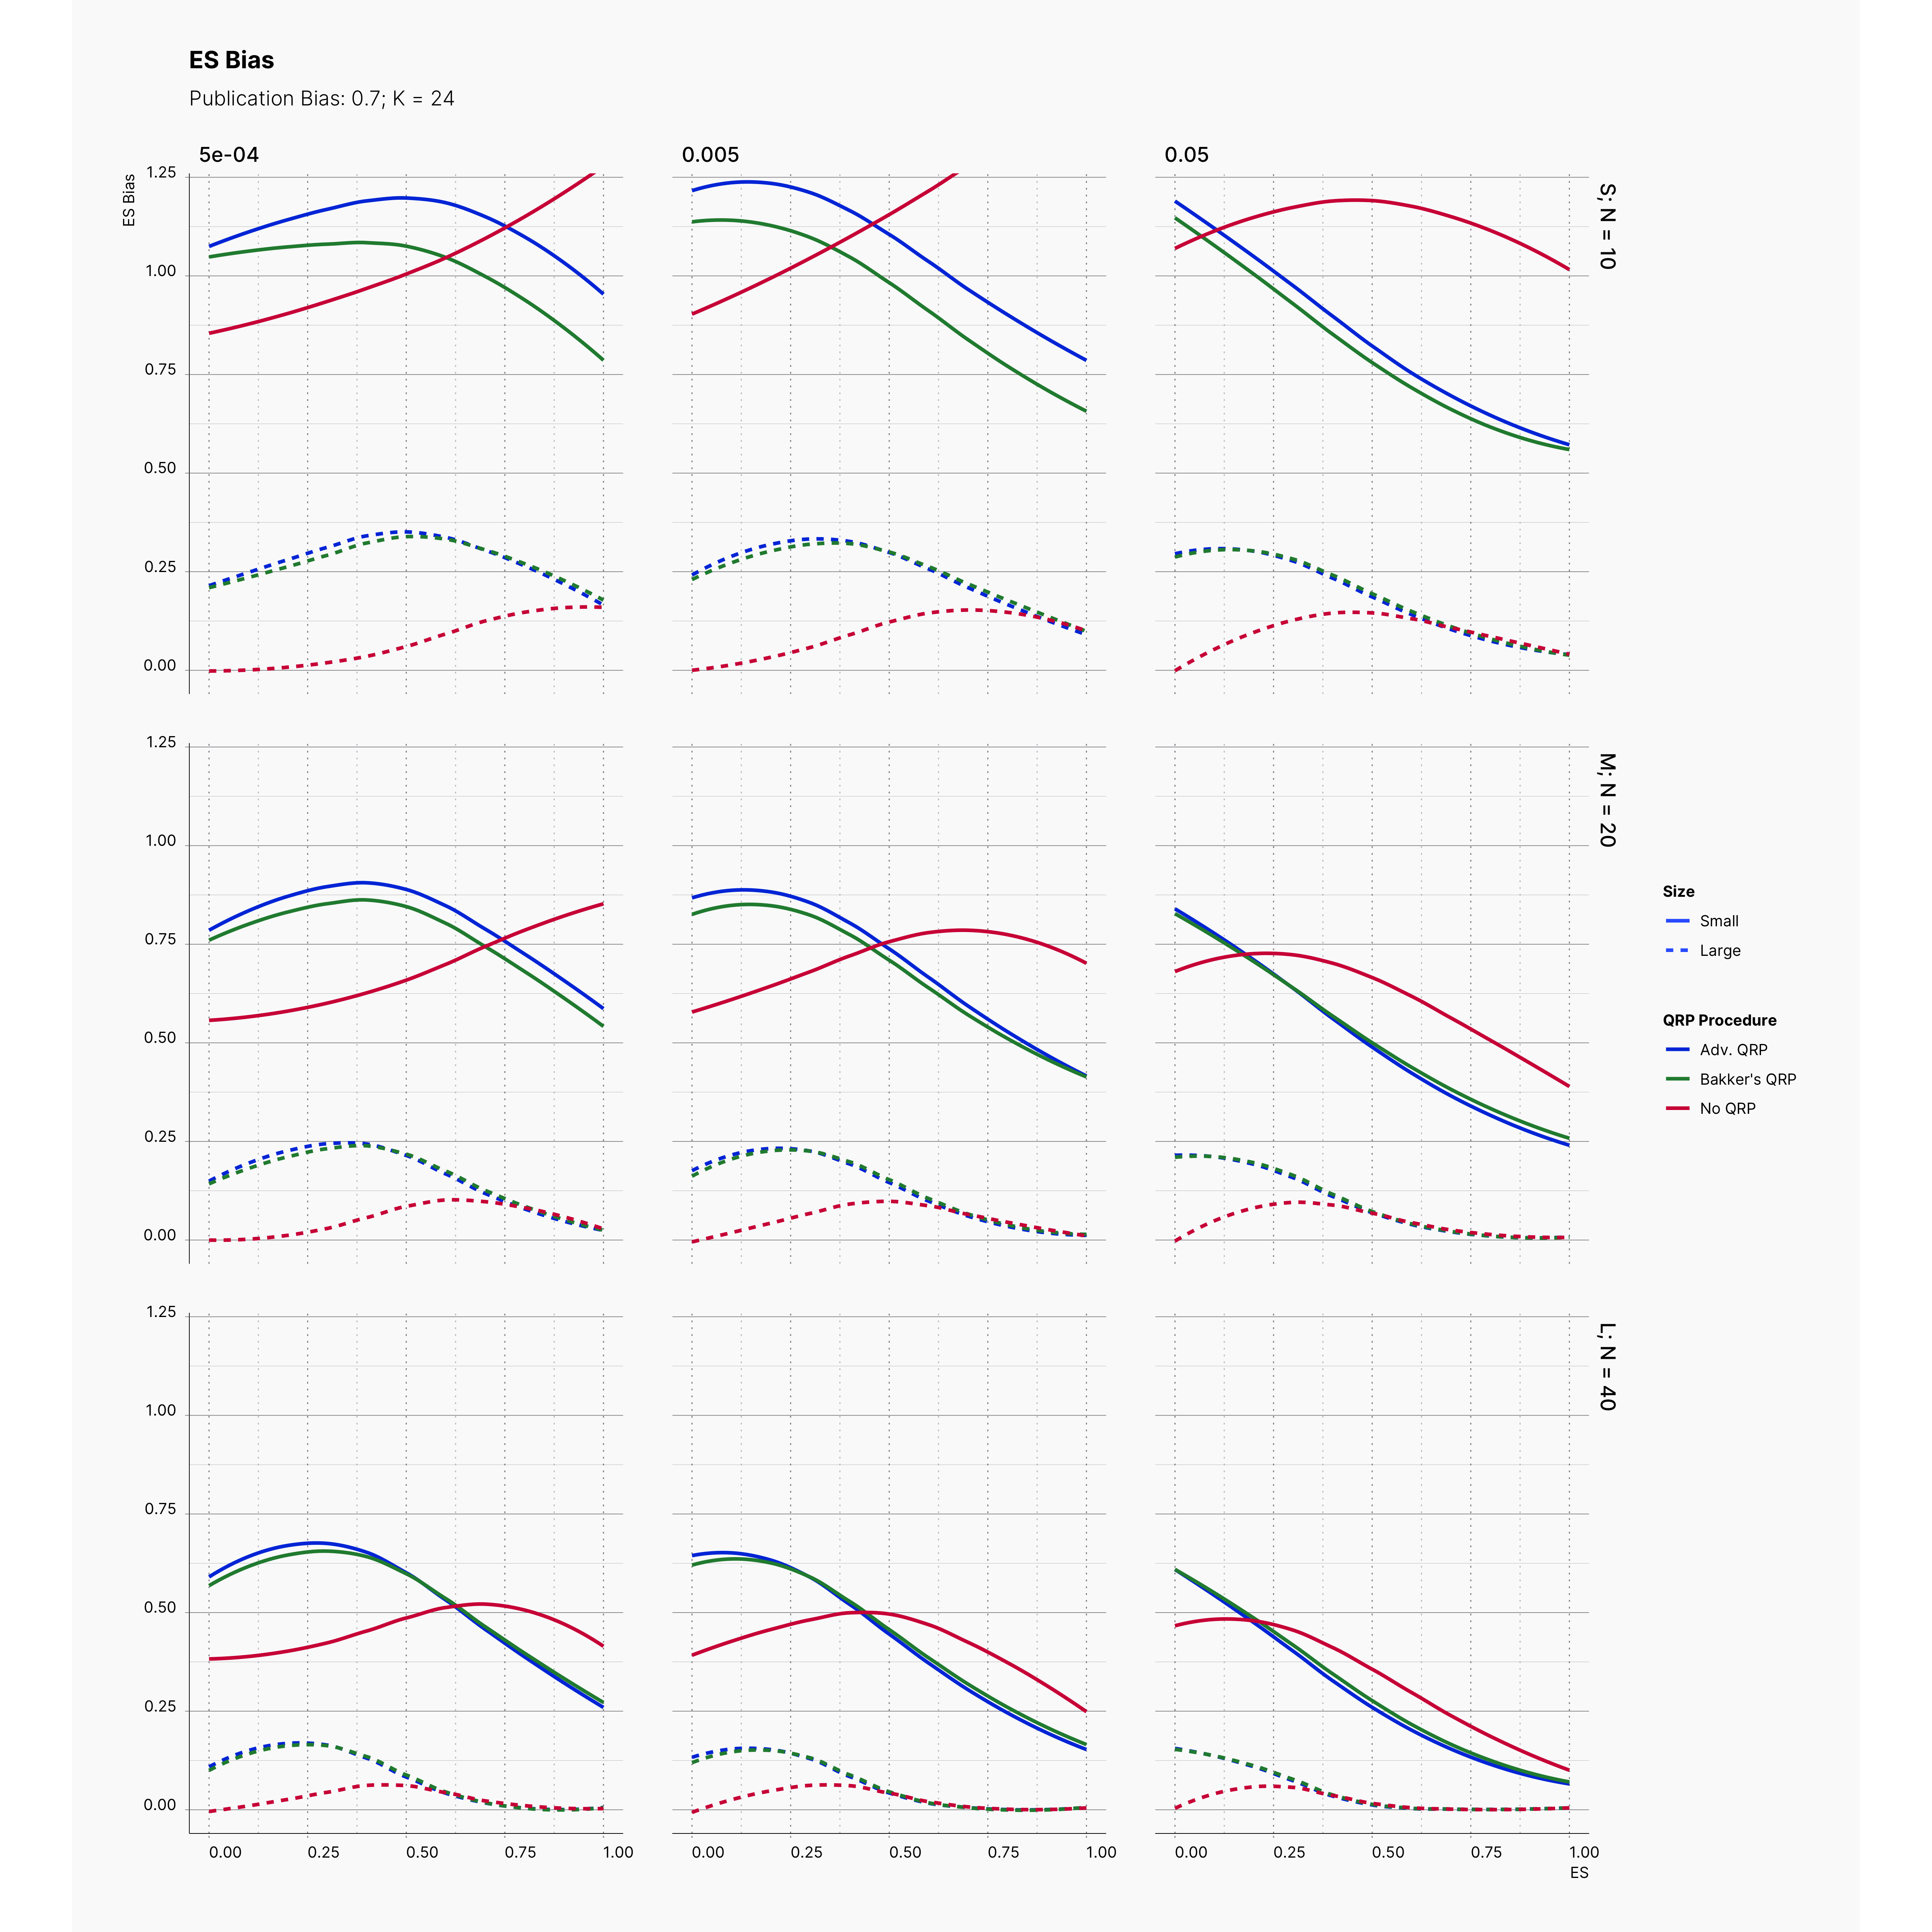 ES Bias
Publication Bias: 0.7; K = 24
5e-04
0.005
0.05
ES Bias
1.25
1.00
0.75
0.50
0.25
0.00
S; N = 10
1.25
1.00
0.75
0.50
0.25
0.00
M; N = 20
1.25
1.00
0.75
0.50
0.25
0.00
L; N = 40
0.00 0.25 0.50 0.75 1.00
0.00 0.25 0.50 0.75 1.00
0.00 0.25 0.50 0.75 1.00
ES
Size
Small
Large
QRP Procedure
Adv. QRP
Bakker's QRP
No QRP